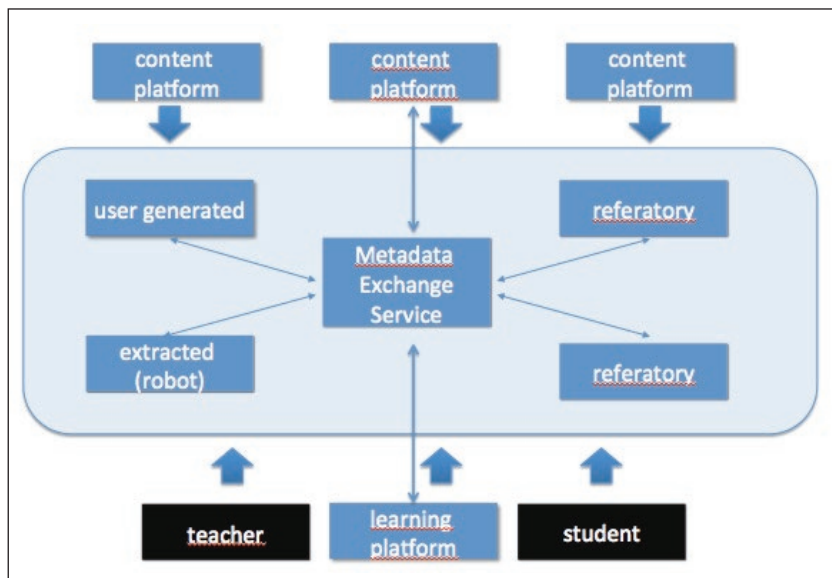 content
platform
content
platform
content
platform
user generated
referatory
Metadata
Exchange
Service
extracted
(robot)
referatory
teacher
learning
platform
student